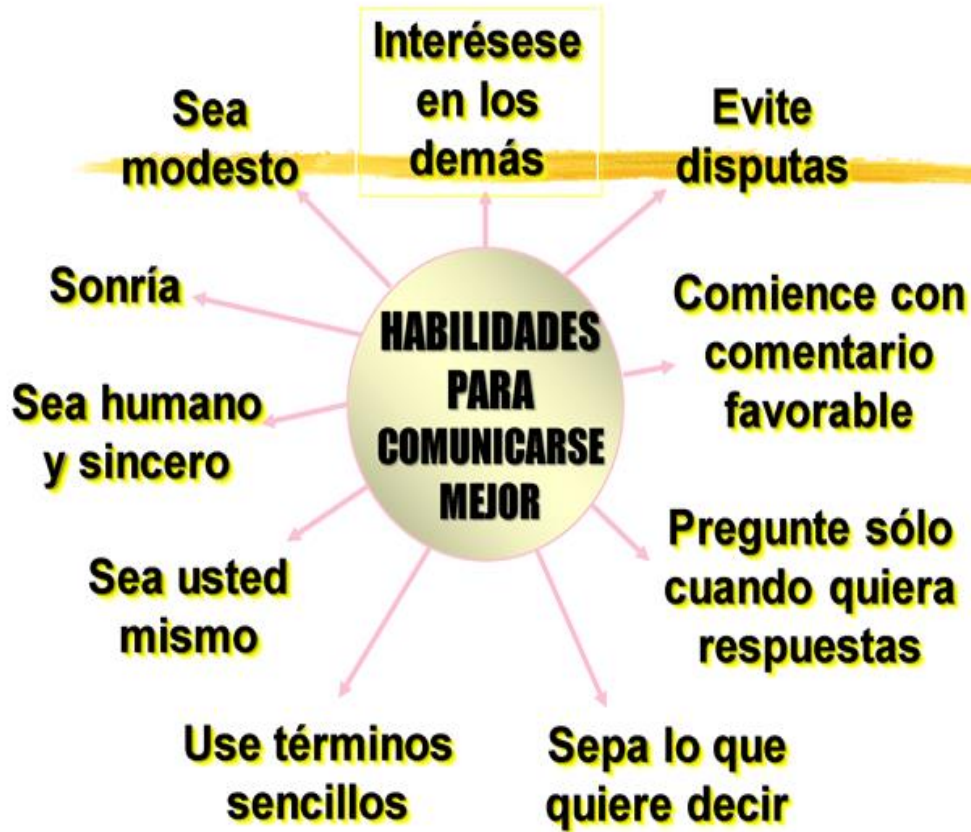 Interésese
en los
demás
Evite
disputas
Comience con
comentario
favorable
Pregunte sólo
cuando quiera
respuestas
Sepa lo que
quiere decir
Use términos
sencillos
Sea usted
mismo
Sea humano
y sincero
Sonría
Sea
modesto
HABILIDADES
PARA
COMUNICARSE
MEJOR